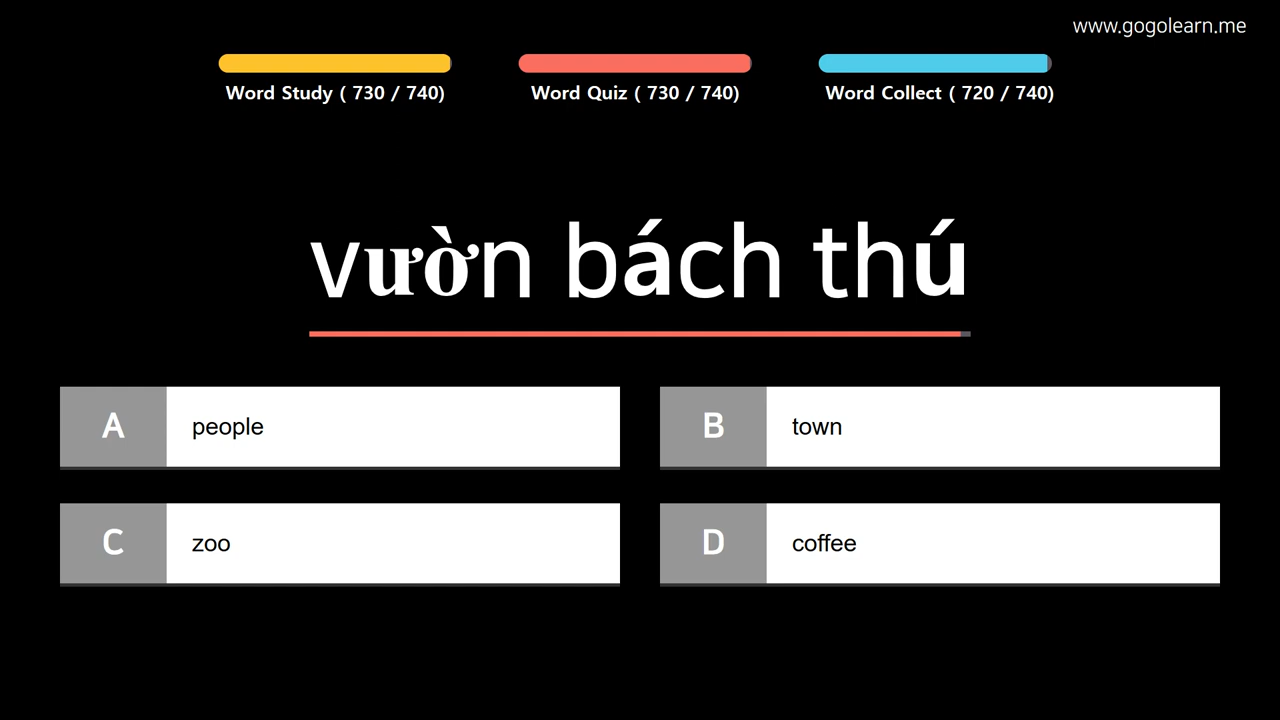 www.gogolearn.me
Word Study ( 730 / 740)
Word Quiz ( 730 / 740)
Word Collect ( 720 / 740)
vườn bách thú
A people
B town
C zoo
D coffee